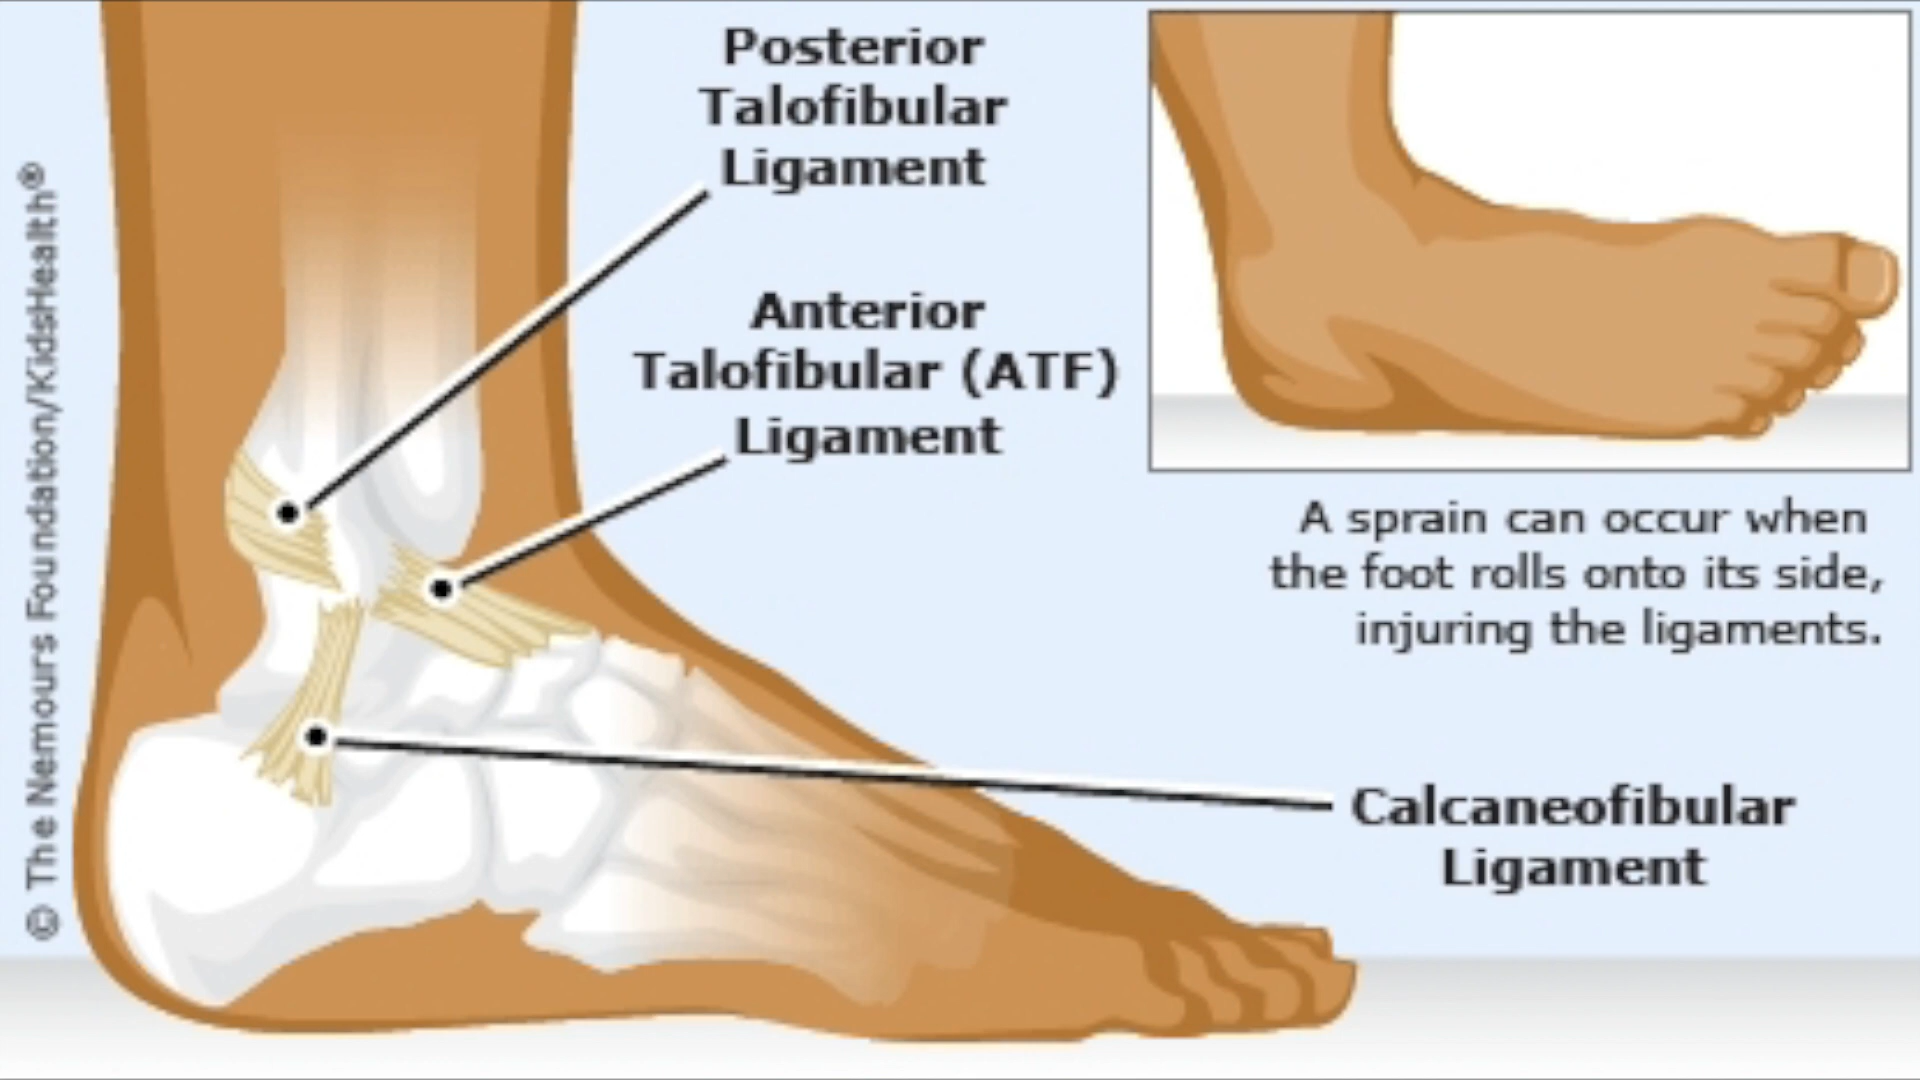 Posterior
Talofibular
Ligament
Anterior
Talofibular (ATF)
Ligament
A sprain can occur when
the foot rolls onto its side,
injuring the ligaments.
Calcaneofibular
Ligament
© The Nemours Foundation/KidsHealth®